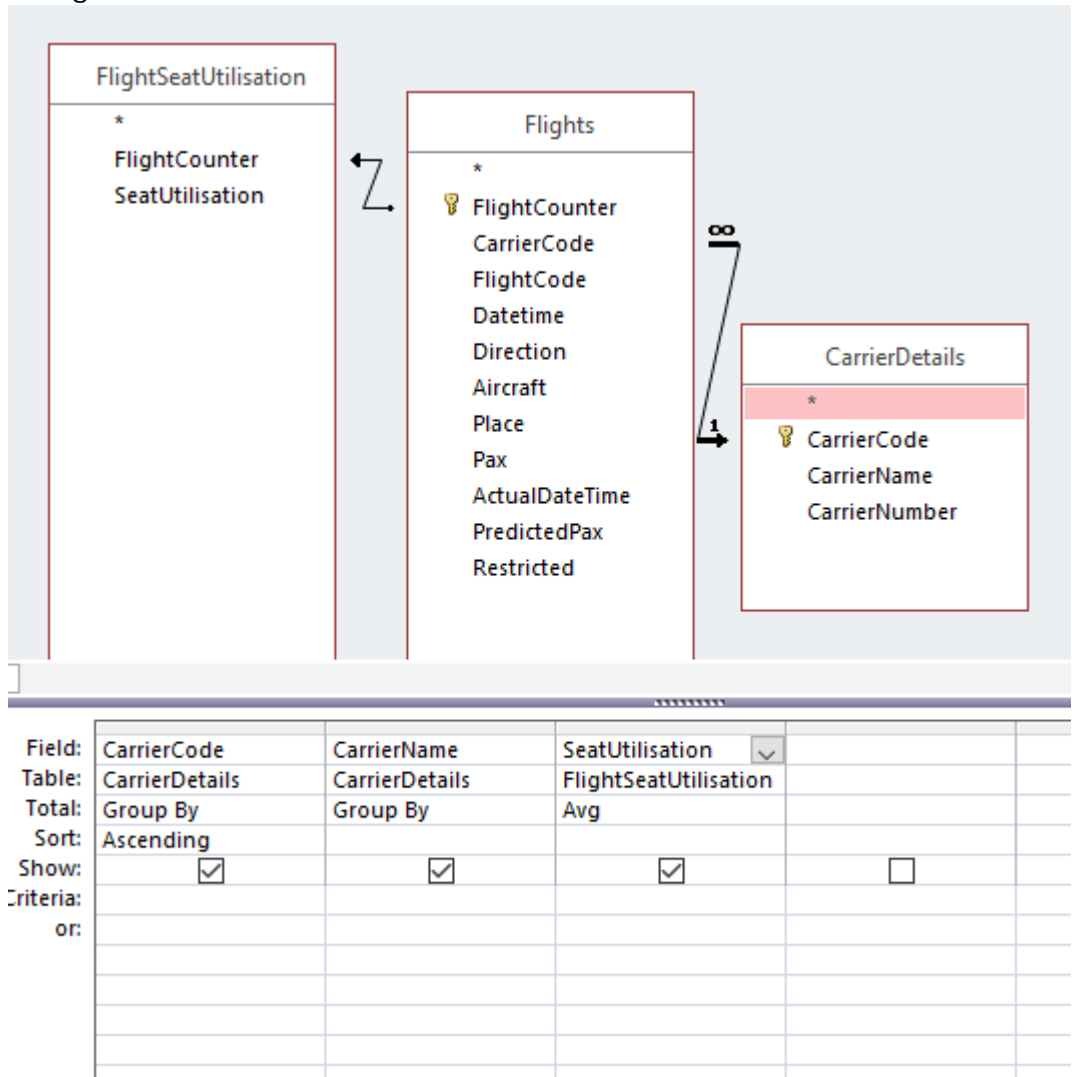 FlightSeatUtilisation
*
FlightCounter
SeatUtilisation
Flights
*
FlightCounter
CarrierCode
FlightCode
Datetime
Direction
Aircraft
Place
Pax
ActualDateTime
PredictedPax
Restricted
∞
1
CarrierDetails
*
CarrierCode
CarrierName
CarrierNumber
Field: CarrierCode CarrierName SeatUtilisation
Table: CarrierDetails CarrierDetails FlightSeatUtilisation
Total: Group By Group By Avg
Sort: Ascending
Show:
Criteria:
or: